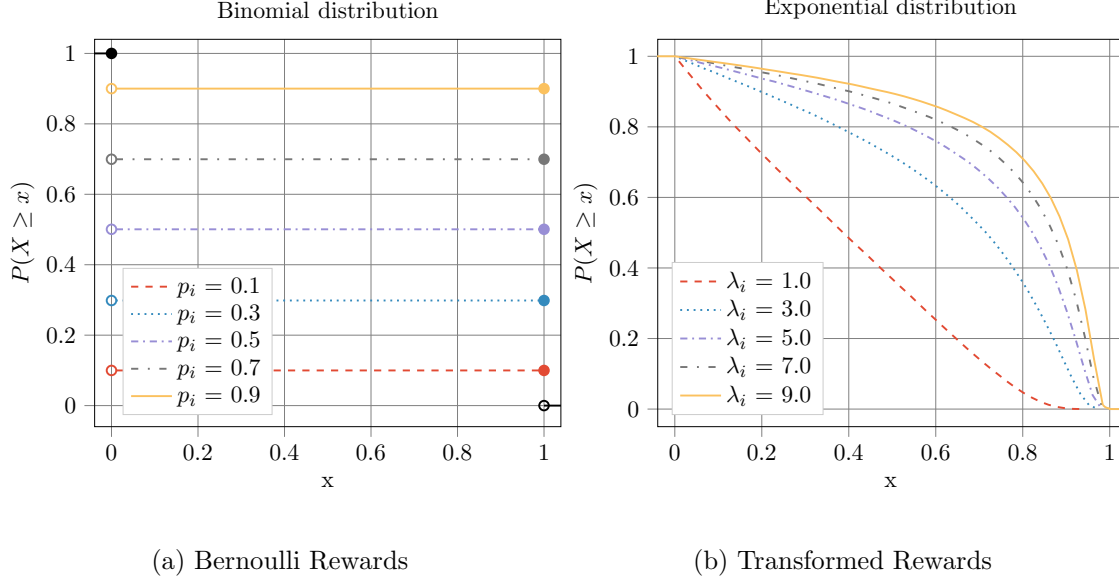 Binomial distribution
1
0.8
0.6
0.4
0.2
0
P(X ≥ x)
p_i = 0.1
p_i = 0.3
p_i = 0.5
p_i = 0.7
p_i = 0.9
0 0.2 0.4 0.6 0.8 1
x
(a) Bernoulli Rewards
Exponential distribution
1
0.8
0.6
0.4
0.2
0
P(X ≥ x)
λ_i = 1.0
λ_i = 3.0
λ_i = 5.0
λ_i = 7.0
λ_i = 9.0
0 0.2 0.4 0.6 0.8 1
x
(b) Transformed Rewards